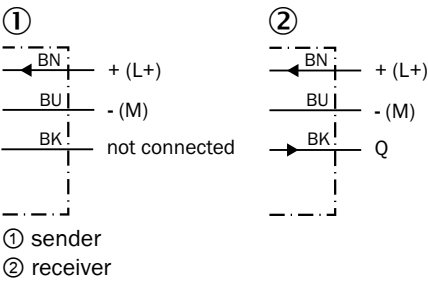 ① ②
BN + (L+) BN + (L+)
BU - (M) BU - (M)
BK not connected BK Q
① sender
② receiver